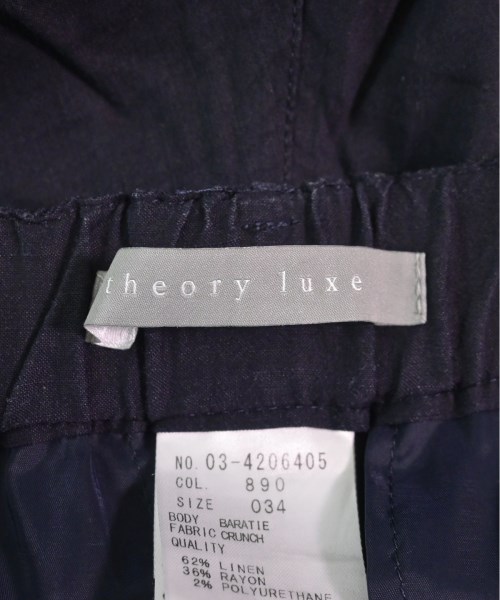 theory luxe
NO. 03-4206405
COL. 890
SIZE 034
BODY BARATIE
FABRIC CRUNCH
QUALITY
62% LINEN
36% RAYON
2% POLYURETHANE